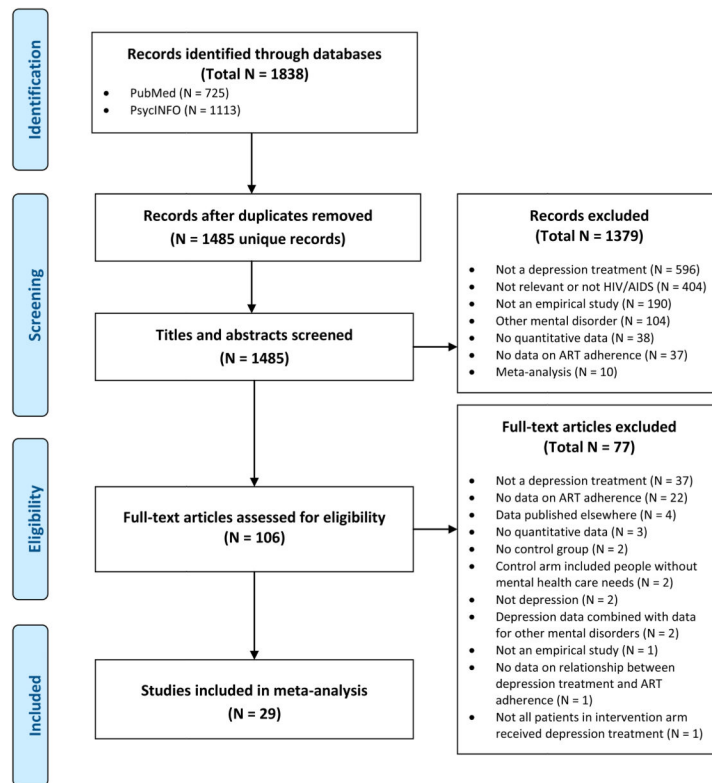 Identification
Records identified through databases
(Total N = 1838)
• PubMed (N = 725)
• PsycINFO (N = 1113)
Screening
Records after duplicates removed
(N = 1485 unique records)
Titles and abstracts screened
(N = 1485)
Records excluded
(Total N = 1379)
• Not a depression treatment (N = 596)
• Not relevant or not HIV/AIDS (N = 404)
• Not an empirical study (N = 190)
• Other mental disorder (N = 104)
• No quantitative data (N = 38)
• No data on ART adherence (N = 37)
• Meta-analysis (N = 10)
Eligibility
Full-text articles assessed for eligibility
(N = 106)
Full-text articles excluded
(Total N = 77)
• Not a depression treatment (N = 37)
• No data on ART adherence (N = 22)
• Data published elsewhere (N = 4)
• No quantitative data (N = 3)
• No control group (N = 2)
• Control arm included people without
mental health care needs (N = 2)
• Not depression (N = 2)
• Depression data combined with data
for other mental disorders (N = 2)
• Not an empirical study (N = 1)
• No data on relationship between
depression treatment and ART
adherence (N = 1)
• Not all patients in intervention arm
received depression treatment (N = 1)
Included
Studies included in meta-analysis
(N = 29)